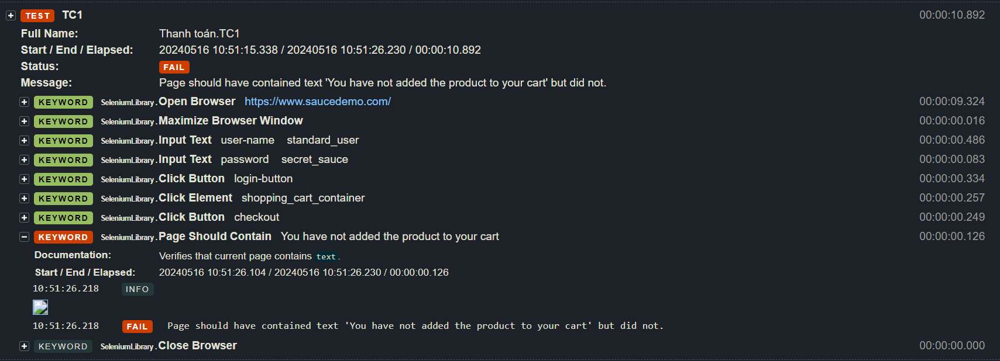 TEST TC1 00:00:10.892
Full Name: Thanh toán.TC1
Start / End / Elapsed: 20240516 10:51:15.338 / 20240516 10:51:26.230 / 00:00:10.892
Status: FAIL
Message: Page should have contained text 'You have not added the product to your cart' but did not.
KEYWORD SeleniumLibrary.Open Browser https://www.saucedemo.com/ 00:00:09.324
KEYWORD SeleniumLibrary.Maximize Browser Window 00:00:00.016
KEYWORD SeleniumLibrary.Input Text user-name standard_user 00:00:00.486
KEYWORD SeleniumLibrary.Input Text password secret_sauce 00:00:00.083
KEYWORD SeleniumLibrary.Click Button login-button 00:00:00.334
KEYWORD SeleniumLibrary.Click Element shopping_cart_container 00:00:00.257
KEYWORD SeleniumLibrary.Click Button checkout 00:00:00.249
KEYWORD SeleniumLibrary.Page Should Contain You have not added the product to your cart 00:00:00.126
Documentation: Verifies that current page contains text.
Start / End / Elapsed: 20240516 10:51:26.104 / 20240516 10:51:26.230 / 00:00:00.126
10:51:26.218 INFO
10:51:26.218 FAIL Page should have contained text 'You have not added the product to your cart' but did not.
KEYWORD SeleniumLibrary.Close Browser 00:00:00.000